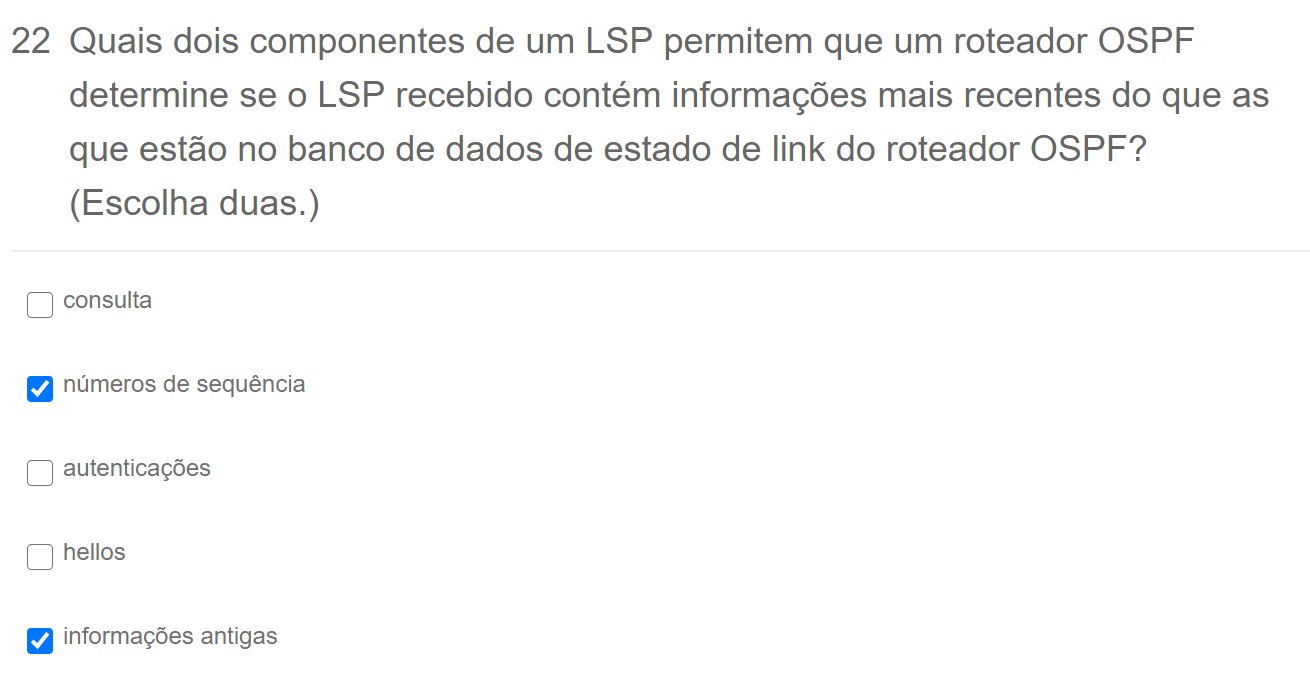 22 Quais dois componentes de um LSP permitem que um roteador OSPF
determine se o LSP recebido contém informações mais recentes do que as
que estão no banco de dados de estado de link do roteador OSPF?
(Escolha duas.)
consulta
números de sequência
autenticações
hellos
informações antigas